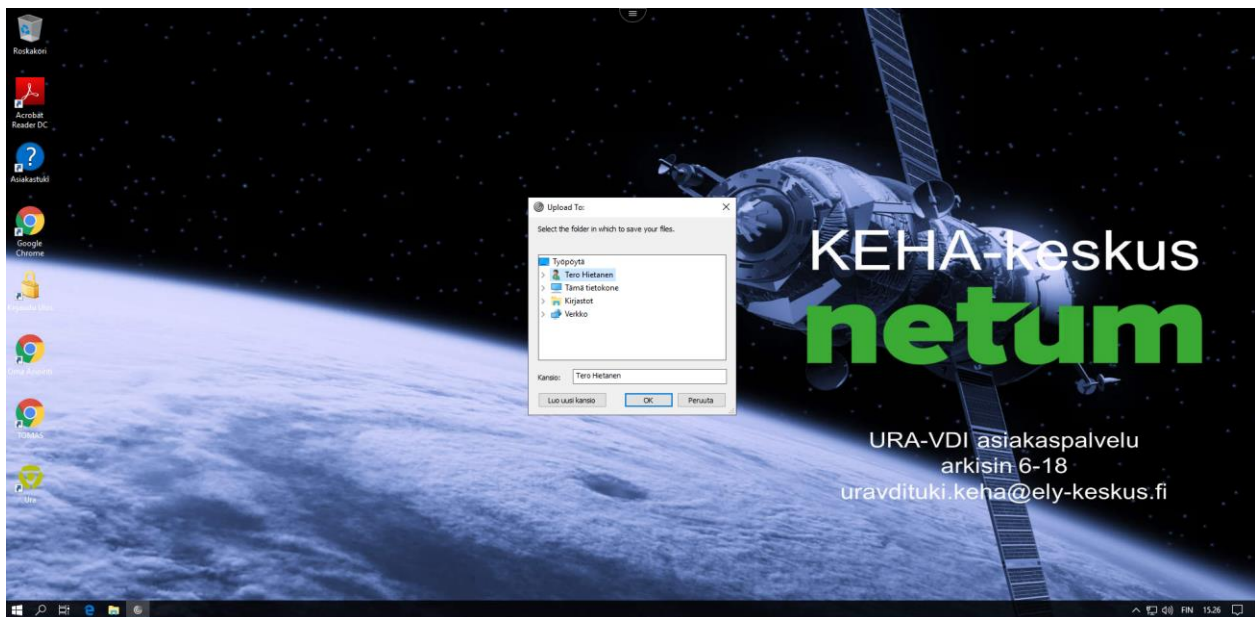 Roskakori
Acrobat
Reader DC
Asiakastuki
Google
Chrome
Oma Asiointi
TOMAS
Ura
Upload To:
Select the folder in which to save your files.
Työpöytä
Tero Hietanen
Tämä tietokone
Kirjastot
Verkko
Kansio:
Tero Hietanen
Luo uusi kansio
OK
Peruuta
KEHA-keskus
netum
URA-VDI asiakaspalvelu
arkisin 6-18
uravdituki.keha@ely-keskus.fi
FIN
15.26